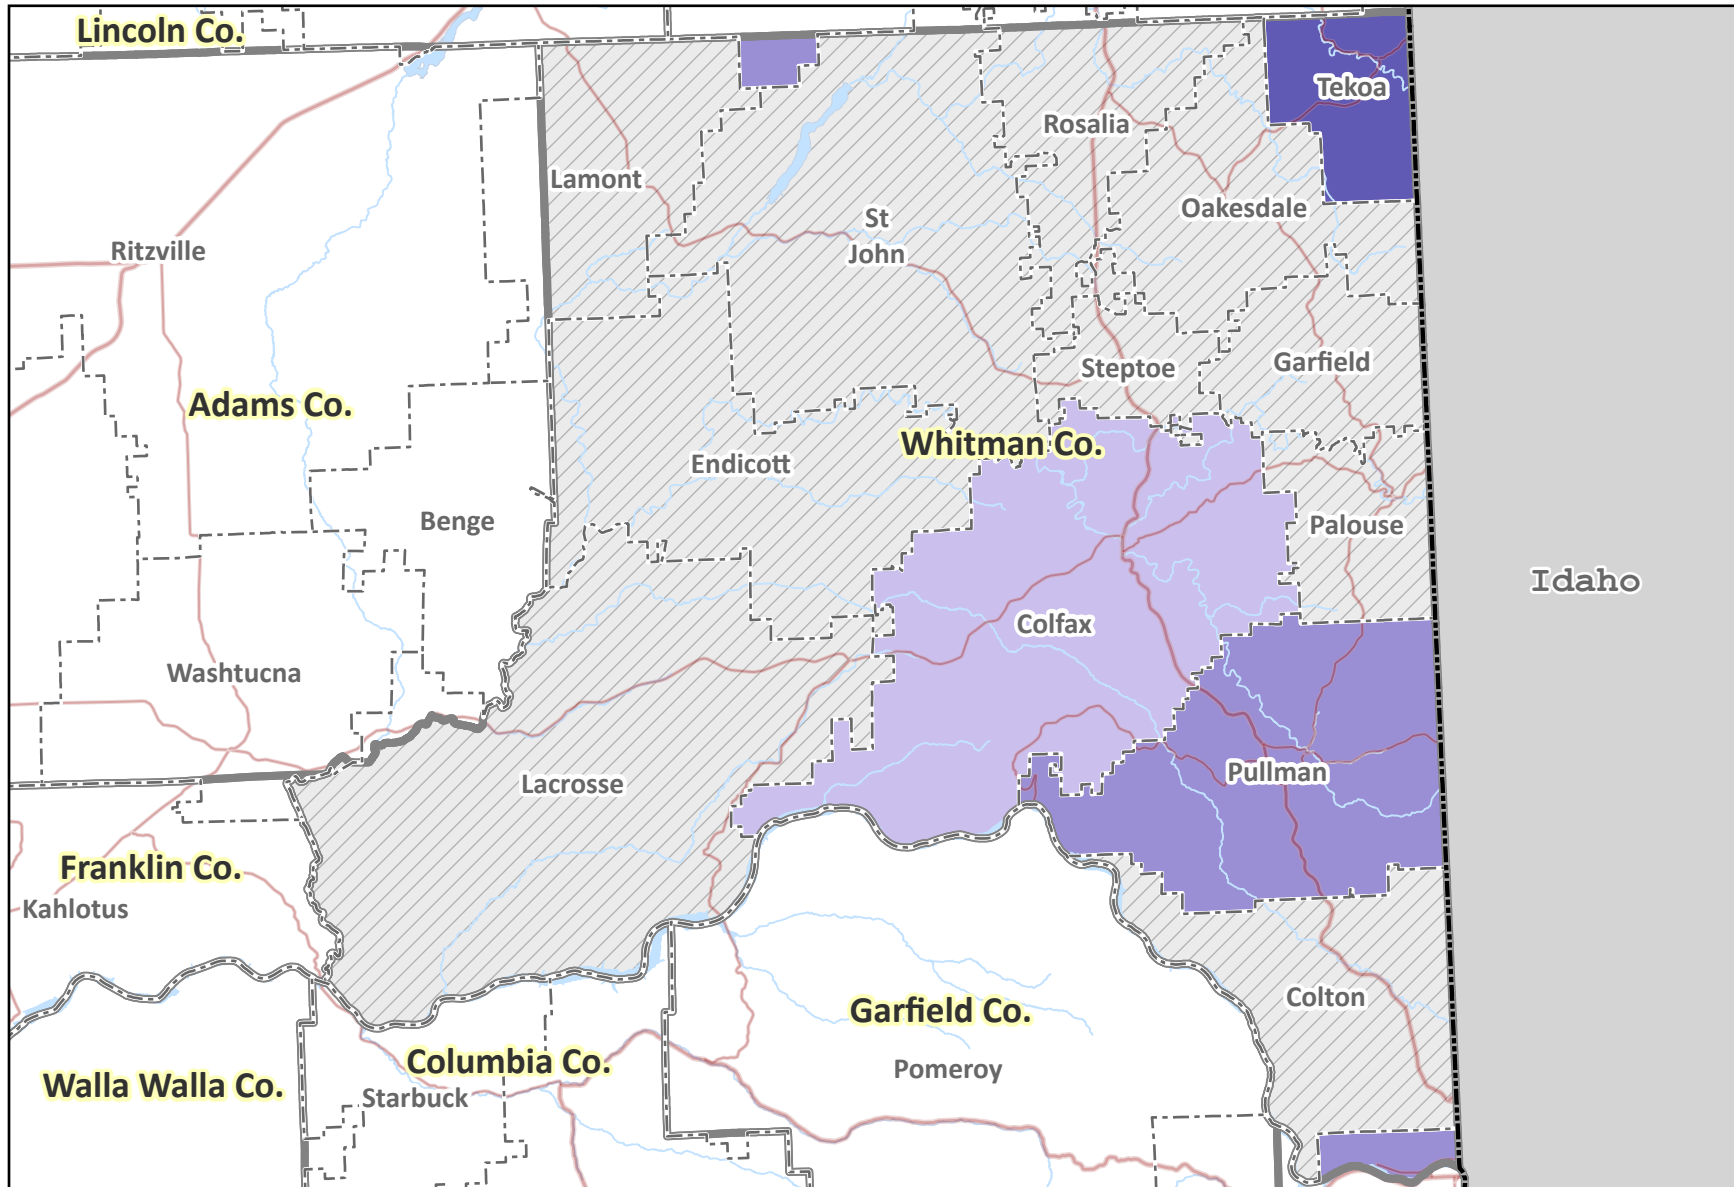 Lincoln Co.
Tekoa
Rosalia
Lamont
Oakesdale
St
John
Ritzville
Steptoe
Garfield
Adams Co.
Whitman Co.
Endicott
Benge
Palouse
Idaho
Colfax
Washtucna
Pullman
Lacrosse
Franklin Co.
Kahlotus
Colton
Garfield Co.
Columbia Co.
Pomeroy
Walla Walla Co.
Starbuck